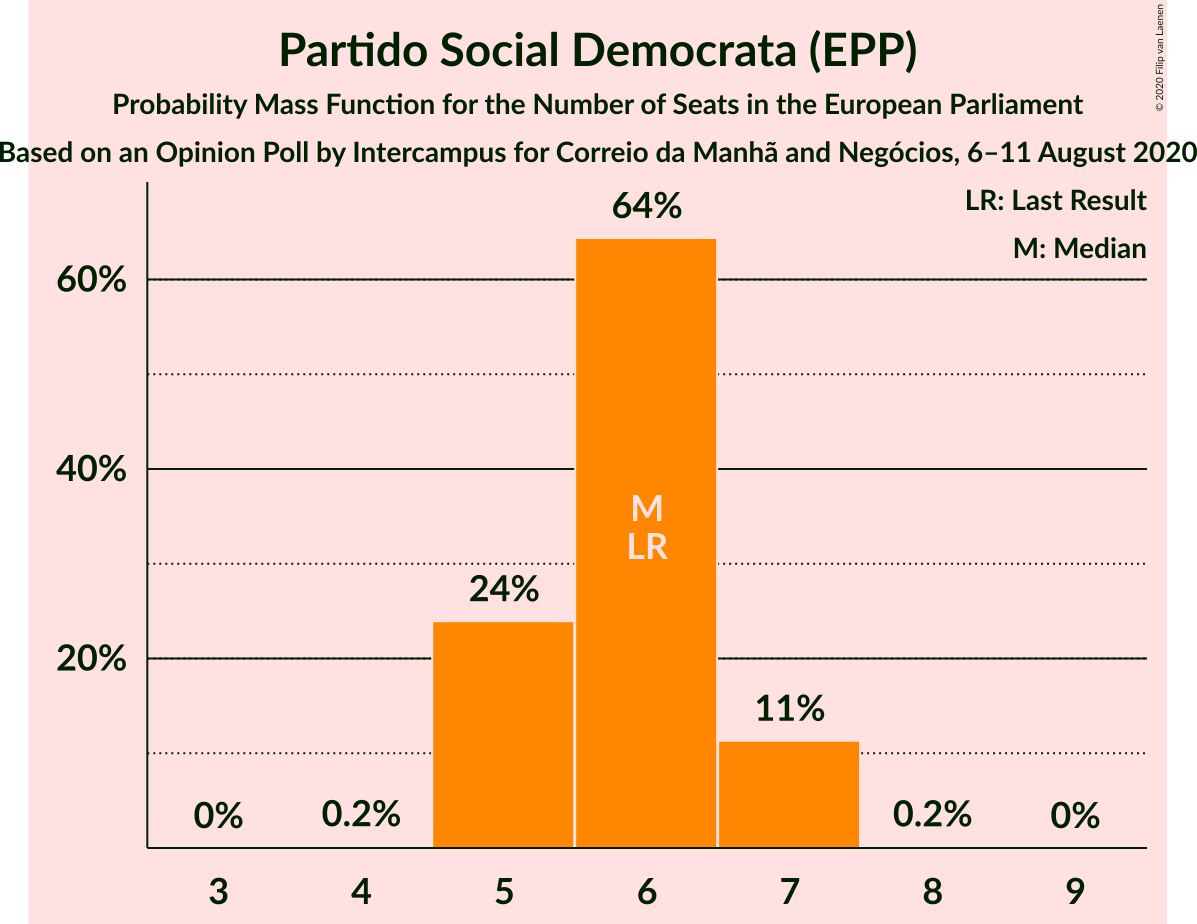 Partido Social Democrata (EPP)
Probability Mass Function for the Number of Seats in the European Parliament
Based on an Opinion Poll by Intercampus for Correio da Manhã and Negócios, 6–11 August 2020
© 2020 Filip van Laenen
LR: Last Result
M: Median
60%
40%
20%
0%
0.2%
24%
64%
M
LR
11%
0.2%
0%
3
4
5
6
7
8
9